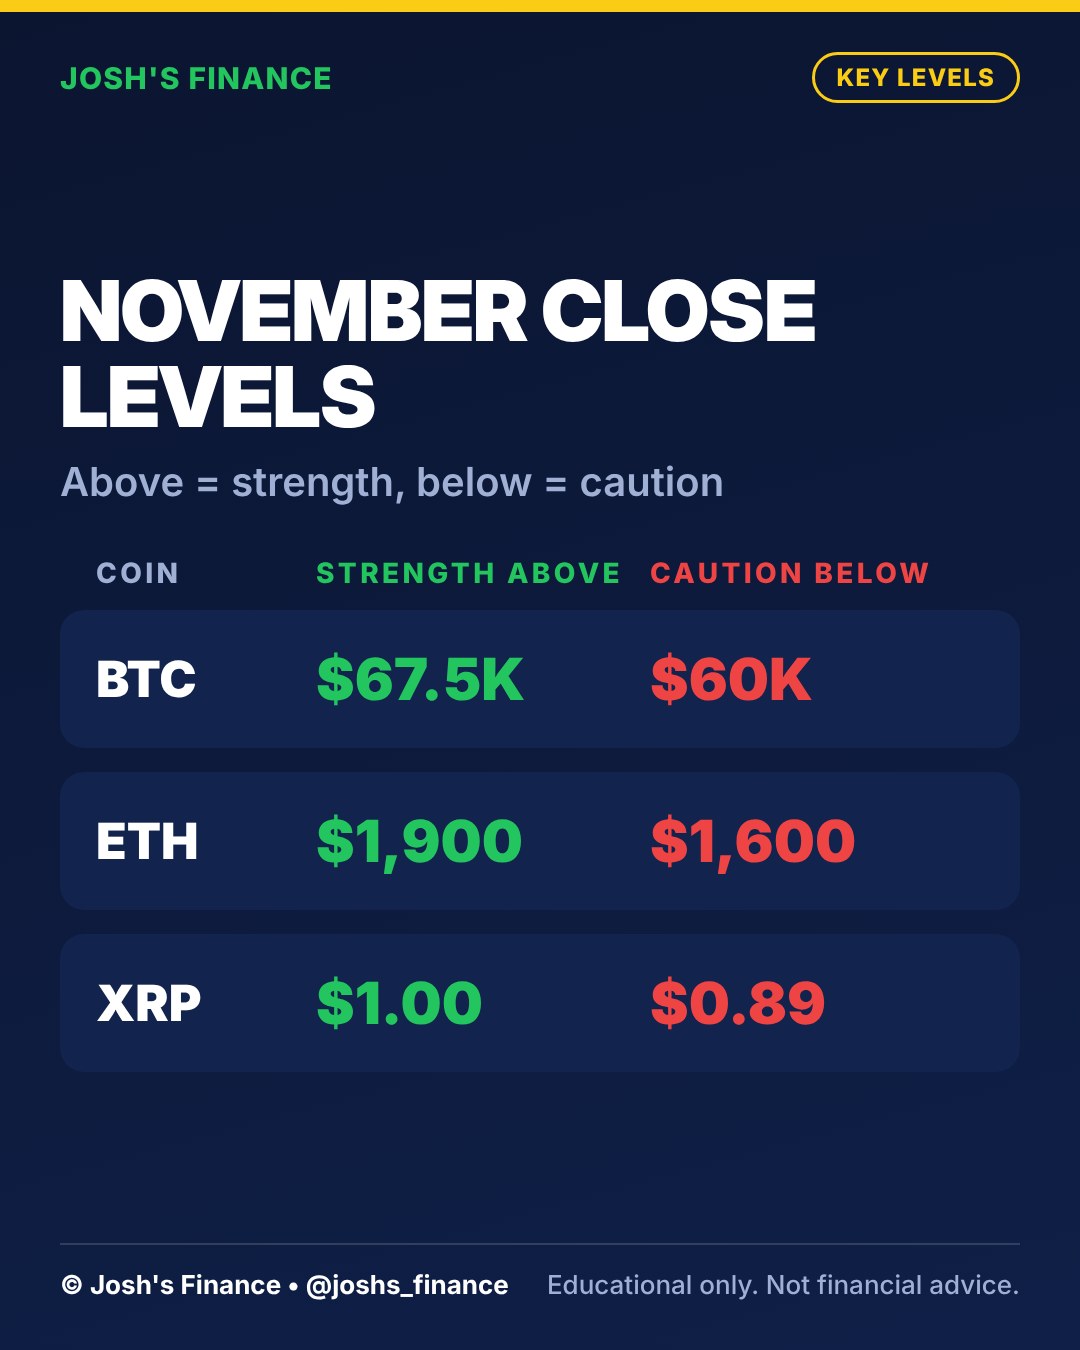 JOSH'S FINANCE
KEY LEVELS
NOVEMBER CLOSE
LEVELS
Above = strength, below = caution
COIN STRENGTH ABOVE CAUTION BELOW
BTC $67.5K $60K
ETH $1,900 $1,600
XRP $1.00 $0.89
© Josh's Finance • @joshs_finance Educational only. Not financial advice.